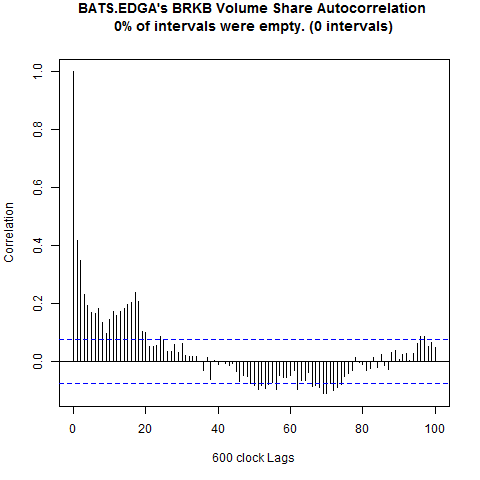 BATS.EDGA's BRKB Volume Share Autocorrelation
0% of intervals were empty. (0 intervals)
1.0
0.8
0.6
0.4
0.2
0.0
Correlation
0 20 40 60 80 100
600 clock Lags